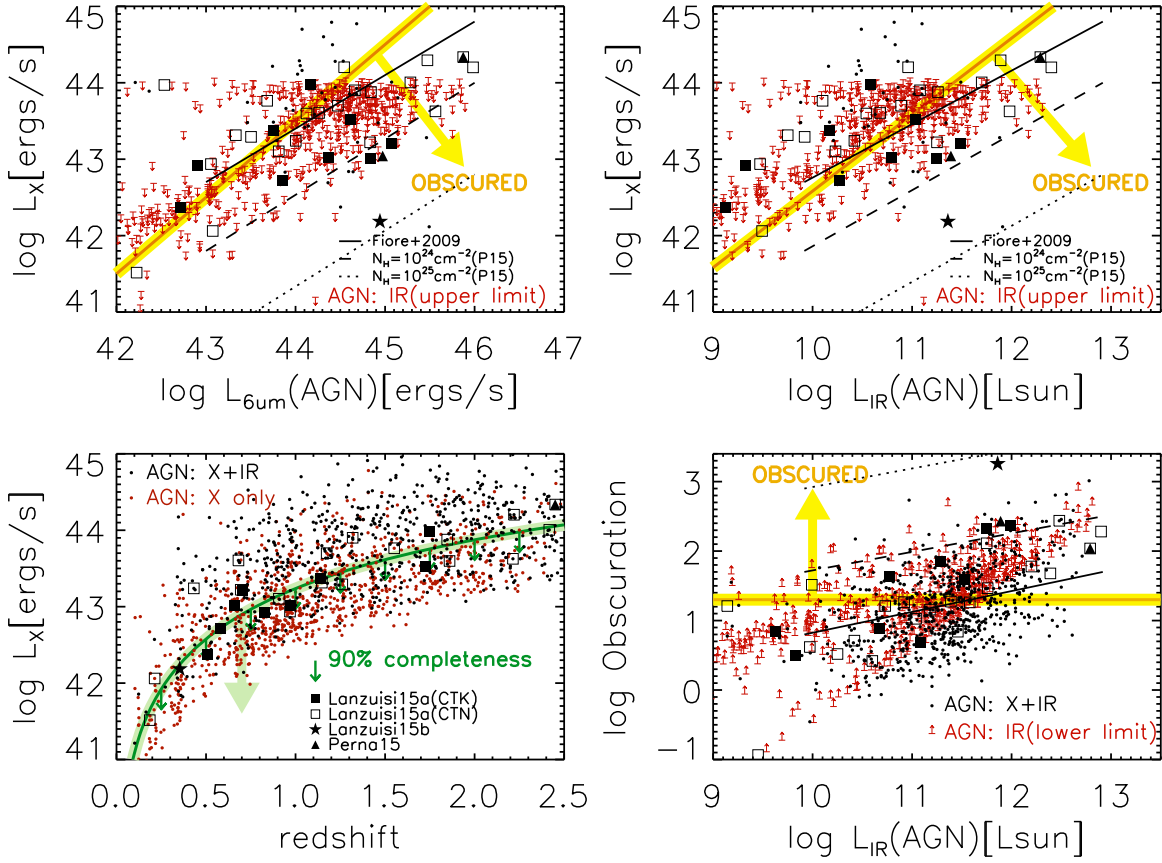 45
44
43
42
41
log Lx[ergs/s]
OBSCURED
Fiore+2009
N_H=10^24cm^-2(P15)
N_H=10^25cm^-2(P15)
AGN: IR(upper limit)
42 43 44 45 46 47
log L6um(AGN)[ergs/s]
45
44
43
42
41
log Lx[ergs/s]
OBSCURED
Fiore+2009
N_H=10^24cm^-2(P15)
N_H=10^25cm^-2(P15)
AGN: IR(upper limit)
9 10 11 12 13
log L_IR(AGN)[Lsun]
45
44
43
42
41
log Lx[ergs/s]
AGN: X+IR
AGN: X only
90% completeness
Lanzuisi15a(CTK)
Lanzuisi15a(CTN)
Lanzuisi15b
Perna15
0.0 0.5 1.0 1.5 2.0 2.5
redshift
3
2
1
0
-1
log Obscuration
OBSCURED
AGN: X+IR
AGN: IR(lower limit)
9 10 11 12 13
log L_IR(AGN)[Lsun]